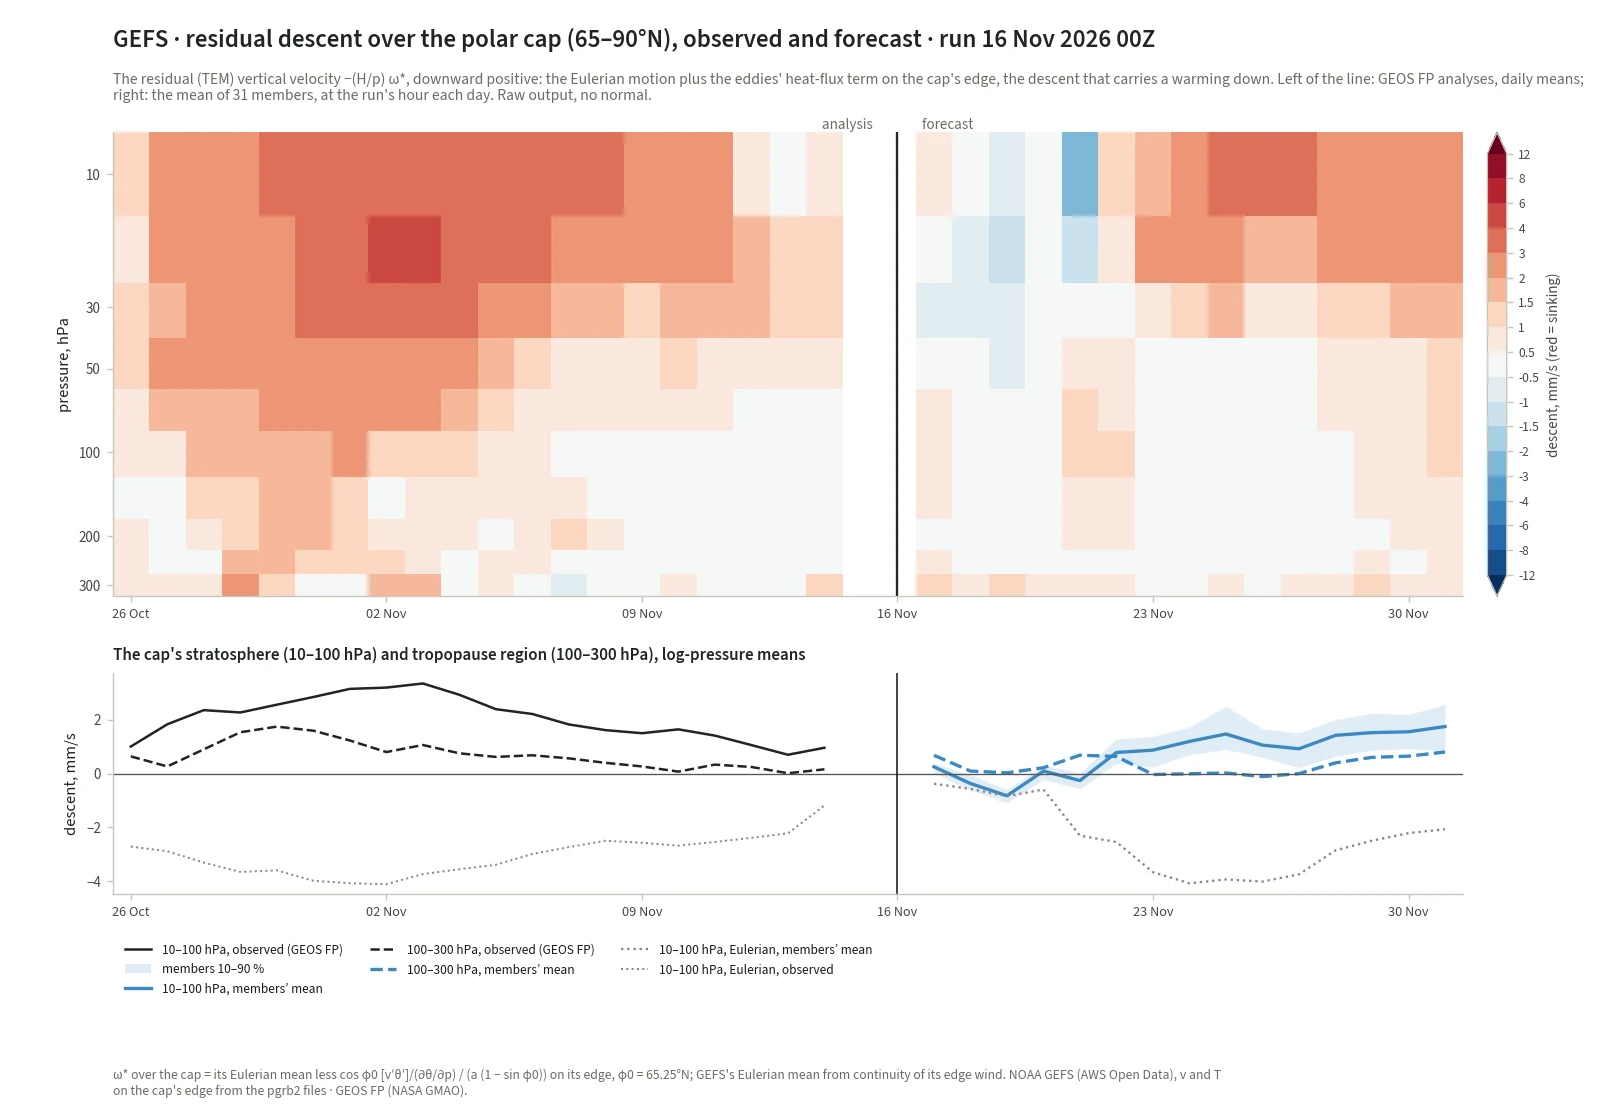 GEFS · residual descent over the polar cap (65–90°N), observed and forecast · run 16 Nov 2026 00Z
The residual (TEM) vertical velocity −(H/p) ω*, downward positive: the Eulerian motion plus the eddies' heat-flux term on the cap's edge, the descent that carries a warming down. Left of the line: GEOS FP analyses, daily means;
right: the mean of 31 members, at the run's hour each day. Raw output, no normal.
analysis
forecast
pressure, hPa
10
30
50
100
200
300
26 Oct
02 Nov
09 Nov
16 Nov
23 Nov
30 Nov
12
8
6
4
3
2
1.5
1
0.5
-0.5
-1
-1.5
-2
-3
-4
-6
-8
-12
descent, mm/s (red = sinking)
The cap's stratosphere (10–100 hPa) and tropopause region (100–300 hPa), log-pressure means
descent, mm/s
2
0
−2
−4
26 Oct
02 Nov
09 Nov
16 Nov
23 Nov
30 Nov
10–100 hPa, observed (GEOS FP)
members 10–90 %
10–100 hPa, members’ mean
100–300 hPa, observed (GEOS FP)
100–300 hPa, members’ mean
10–100 hPa, Eulerian, members’ mean
10–100 hPa, Eulerian, observed
ω* over the cap = its Eulerian mean less cos φ0 [v′θ′]/(∂θ/∂p) / (a (1 − sin φ0)) on its edge, φ0 = 65.25°N; GEFS's Eulerian mean from continuity of its edge wind. NOAA GEFS (AWS Open Data), v and T
on the cap's edge from the pgrb2 files · GEOS FP (NASA GMAO).